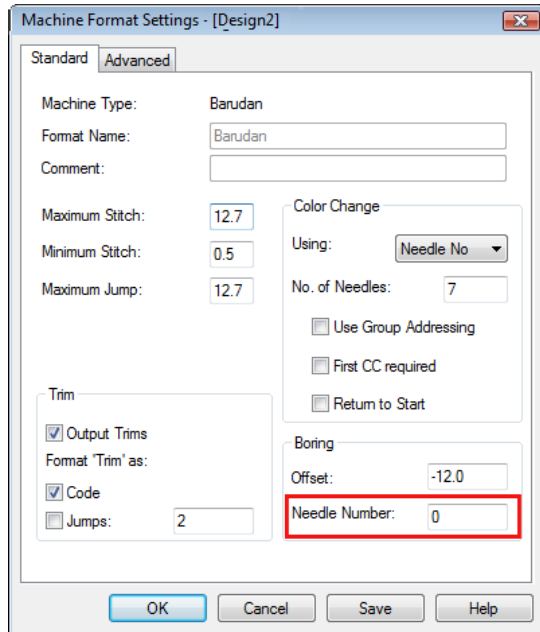 Machine Format Settings - [Design2]
Standard Advanced
Machine Type: Barudan
Format Name: Barudan
Comment:
Maximum Stitch: 12.7
Minimum Stitch: 0.5
Maximum Jump: 12.7
Color Change
Using: Needle No
No. of Needles: 7
Use Group Addressing
First CC required
Return to Start
Trim
Output Trims
Format 'Trim' as:
Code
Jumps: 2
Boring
Offset: -12.0
Needle Number: 0
OK Cancel Save Help